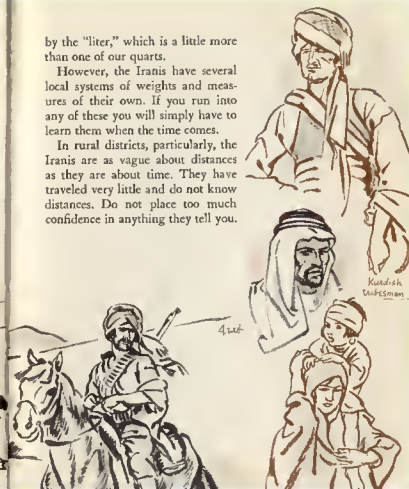 by the "liter," which is a little more
than one of our quarts.
However, the Iranis have several
local systems of weights and meas-
ures of their own. If you run into
any of these you will simply have to
learn them when the time comes.
In rural districts, particularly, the
Iranis are as vague about distances
as they are about time. They have
traveled very little and do not know
distances. Do not place too much
confidence in anything they tell you.
Kurdish
tribesman
Arab